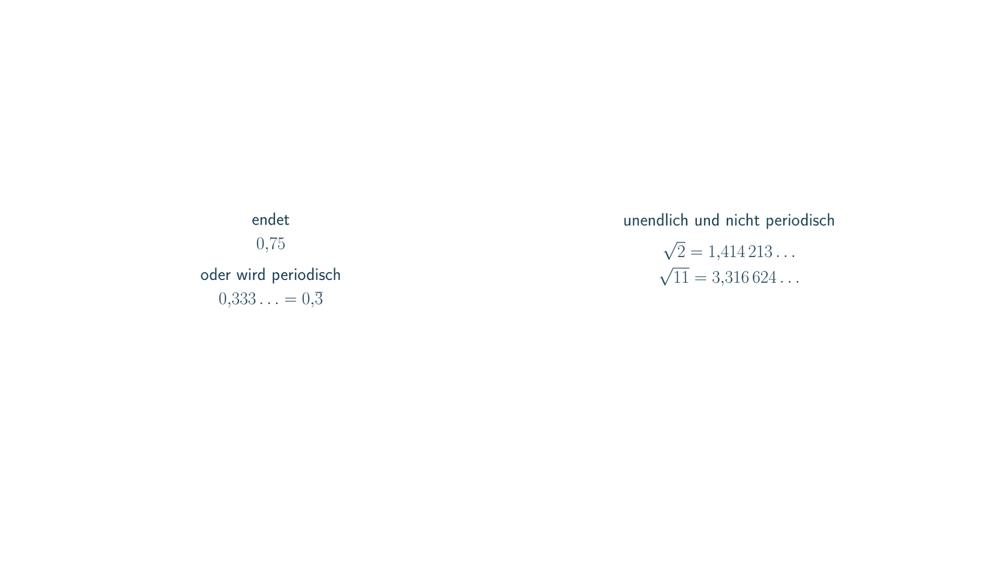 endet
0,75
oder wird periodisch
0,333... = 0,3̅
unendlich und nicht periodisch
√2 = 1,414 213...
√11 = 3,316 624...